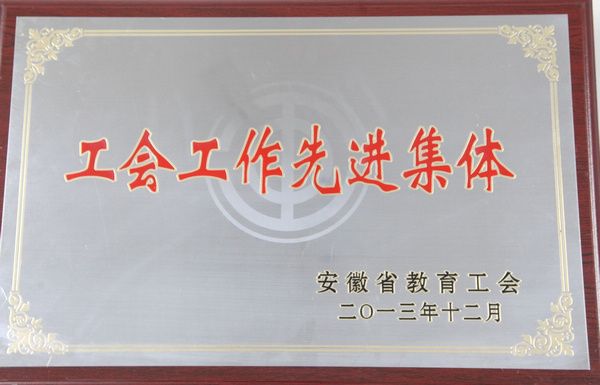 工会工作先进集体
安徽省教育工会
二〇一三年十二月